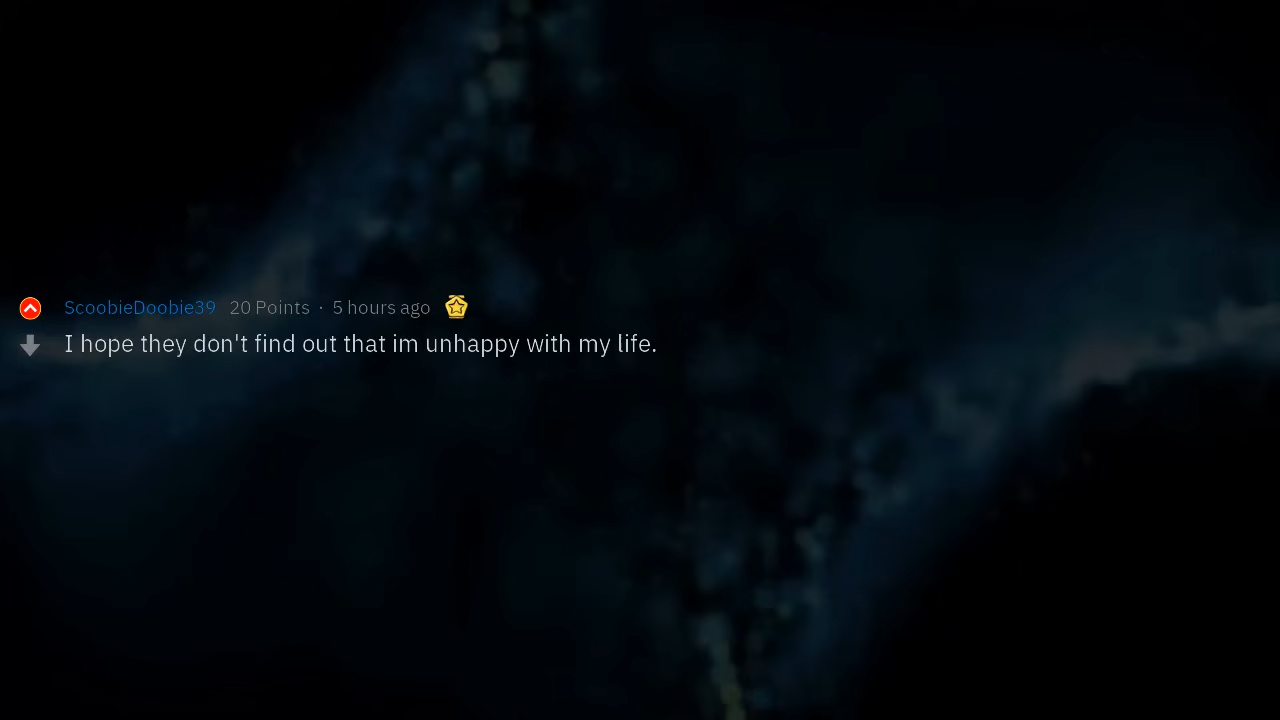 ScoobieDoobie39 20 Points · 5 hours ago
I hope they don't find out that im unhappy with my life.